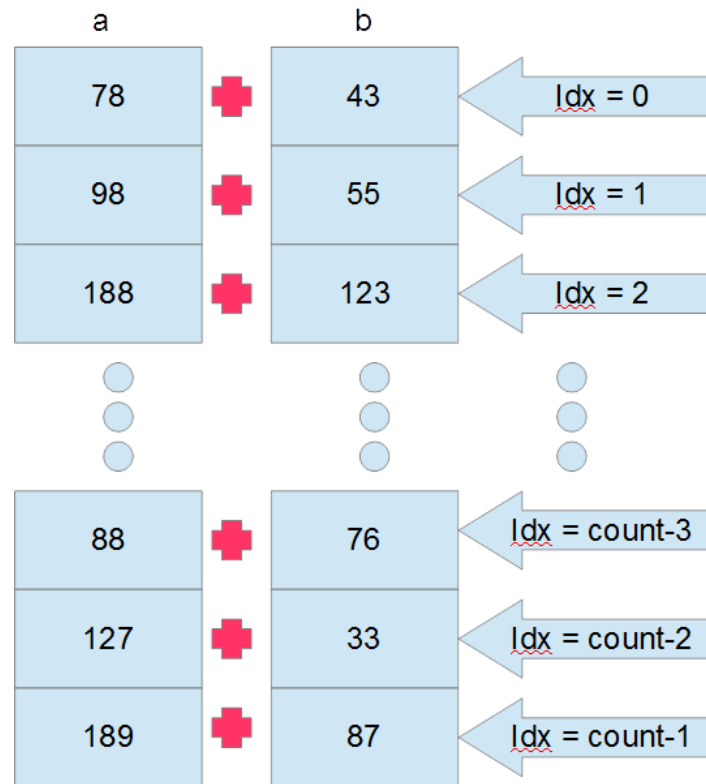 a b
78 43 Idx = 0
98 55 Idx = 1
188 123 Idx = 2
88 76 Idx = count-3
127 33 Idx = count-2
189 87 Idx = count-1